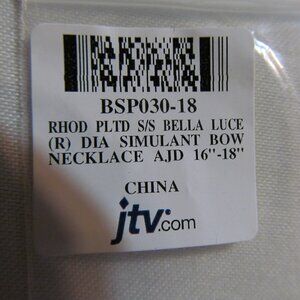 BSP030-18
RHOD PLTD S/S BELLA LUCE
(R) DIA SIMULANT BOW
NECKLACE AJD 16"-18"
CHINA
jtv.com